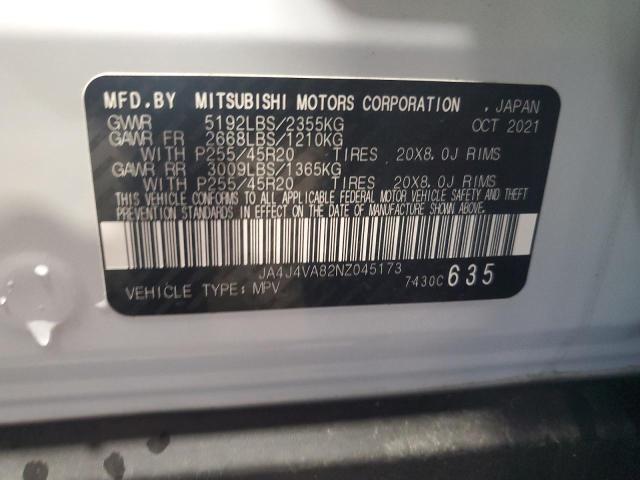 MFD.BY MITSUBISHI MOTORS CORPORATION . JAPAN
GVWR 5192LBS/2355KG OCT 2021
GAWR FR 2668LBS/1210KG
WITH P255/45R20 TIRES 20X8.0J RIMS
GAWR RR 3009LBS/1365KG
WITH P255/45R20 TIRES 20X8.0J RIMS
THIS VEHICLE CONFORMS TO ALL APPLICABLE FEDERAL MOTOR VEHICLE SAFETY AND THEFT
PREVENTION STANDARDS IN EFFECT ON THE DATE OF MANUFACTURE SHOWN ABOVE.
JA4J4VA82NZ045173
VEHICLE TYPE: MPV 7430C 635